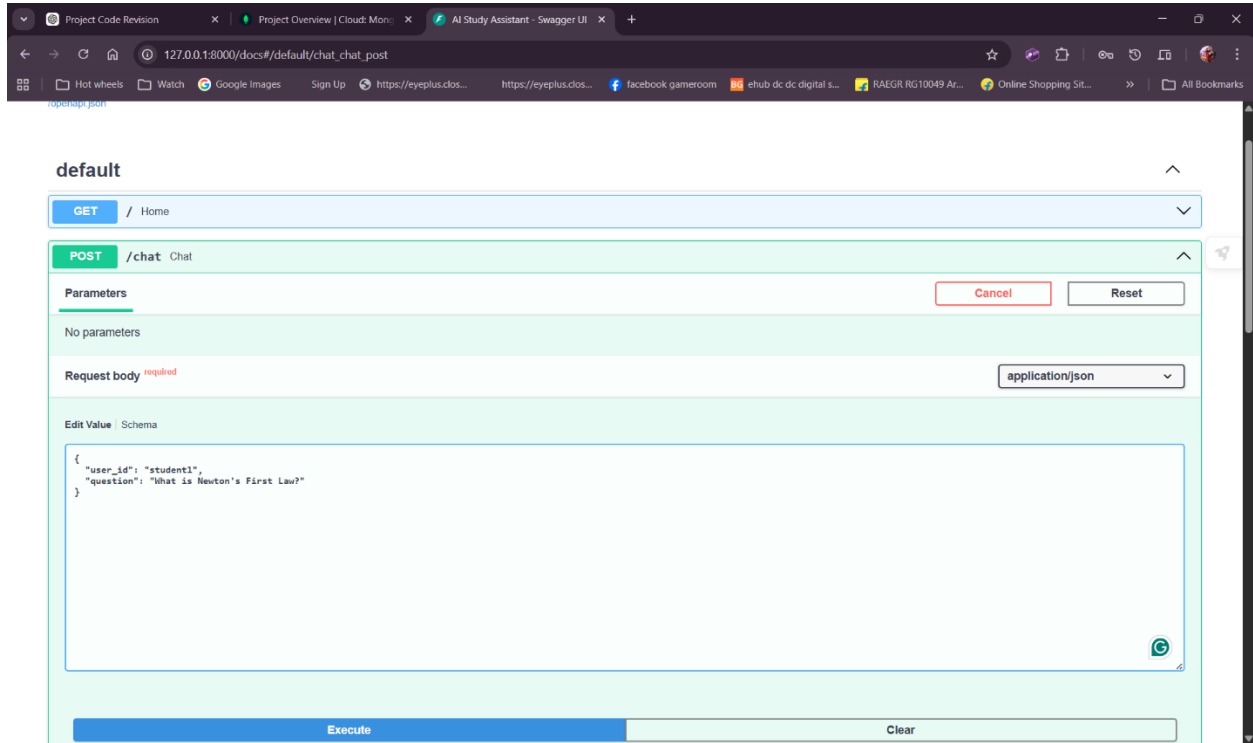 Project Code Revision
Project Overview | Cloud: Mong
AI Study Assistant - Swagger UI
127.0.0.1:8000/docs#/default/chat_chat_post
Hot wheels Watch Google Images Sign Up https://eyeplus.clos... https://eyeplus.clos... facebook gameroom BG ehub dc dc digital s... RAEGR RG10049 Ar... Online Shopping Sit... » All Bookmarks
/openapi.json
default
GET / Home
POST /chat Chat
Parameters Cancel Reset
No parameters
Request body required application/json
Edit Value Schema
{
"user_id": "student1",
"question": "What is Newton's First Law?"
}
Execute Clear